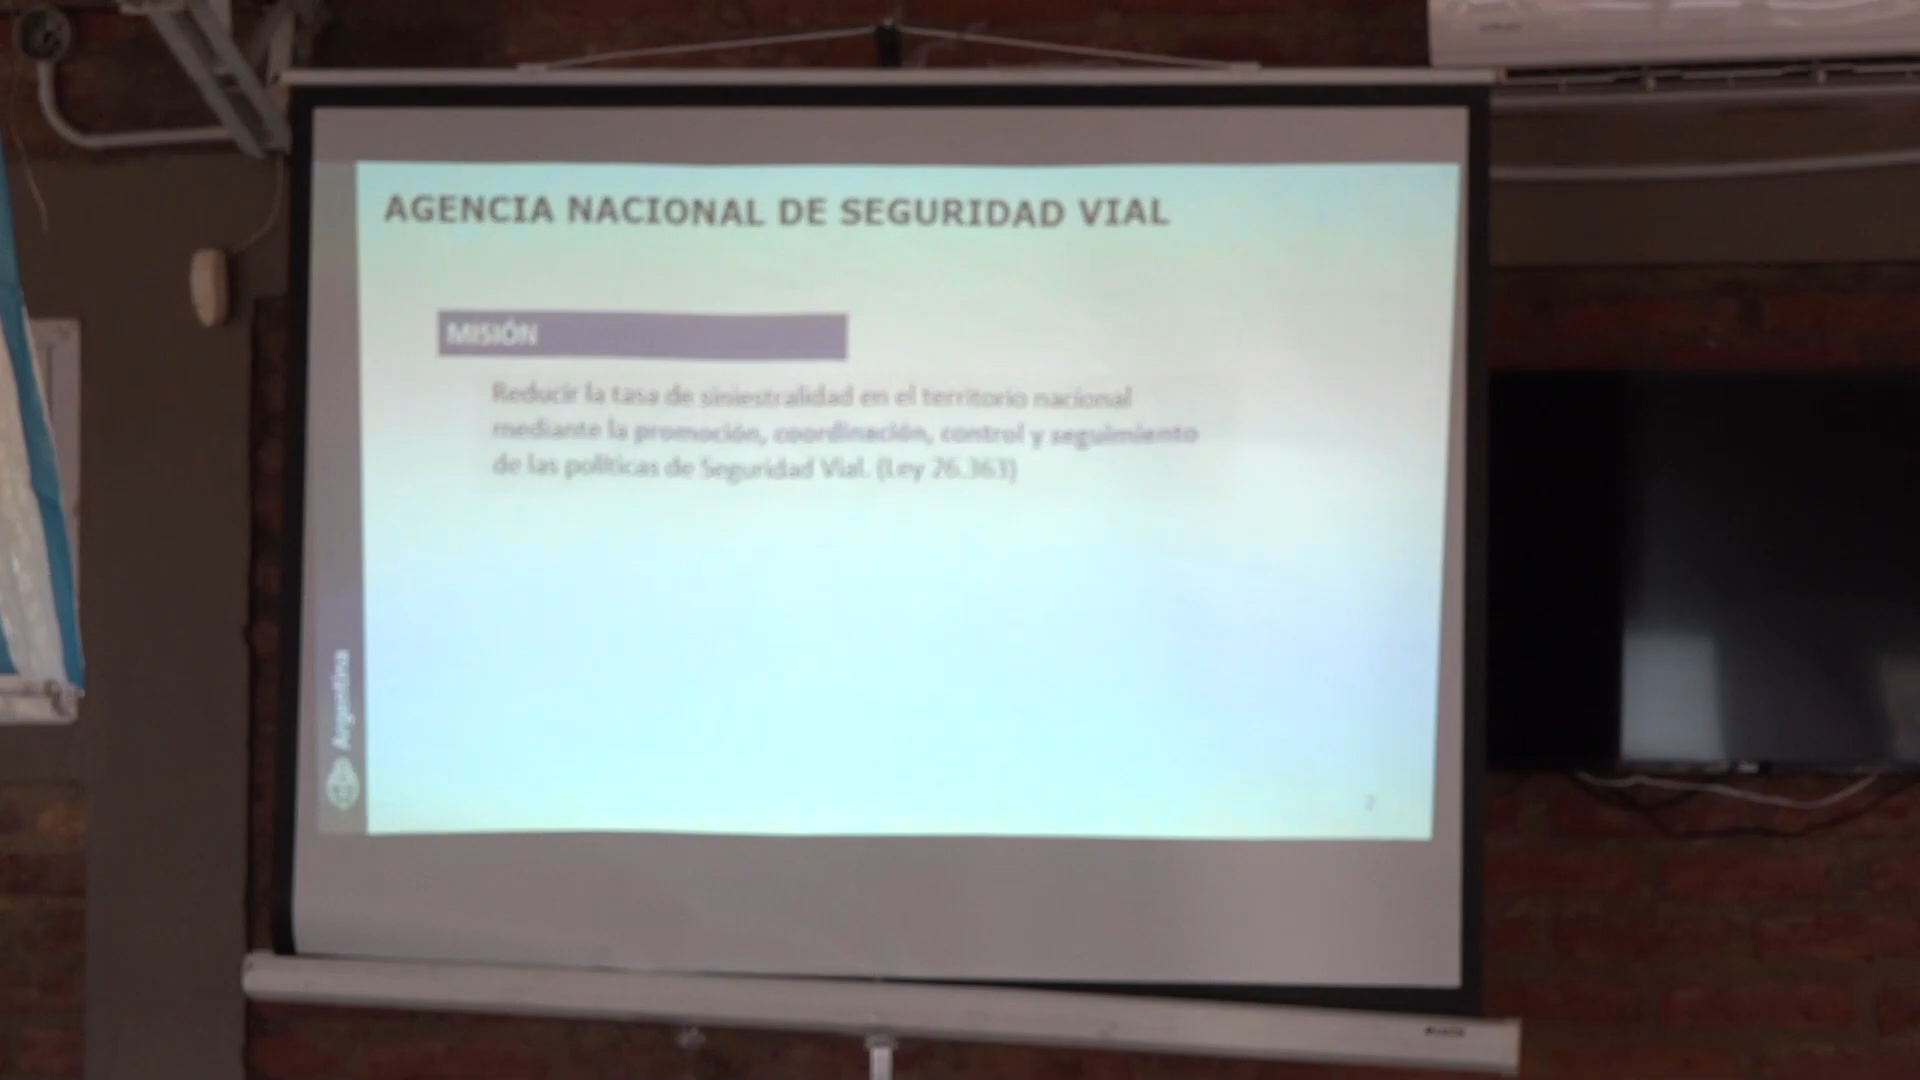 AGENCIA NACIONAL DE SEGURIDAD VIAL
MISIÓN
Reducir la tasa de siniestralidad en el territorio nacional
mediante la promoción, coordinación, control y seguimiento
de las políticas de Seguridad Vial. (Ley 26.363)
Argentina
2